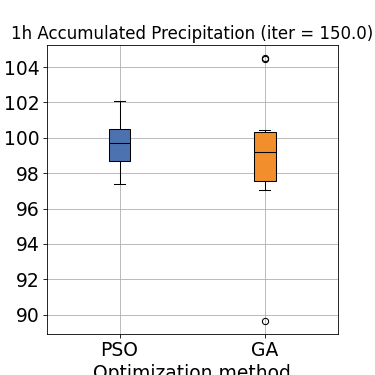 1h Accumulated Precipitation (iter = 150.0)
104
102
100
98
96
94
92
90
PSO GA
Optimization method